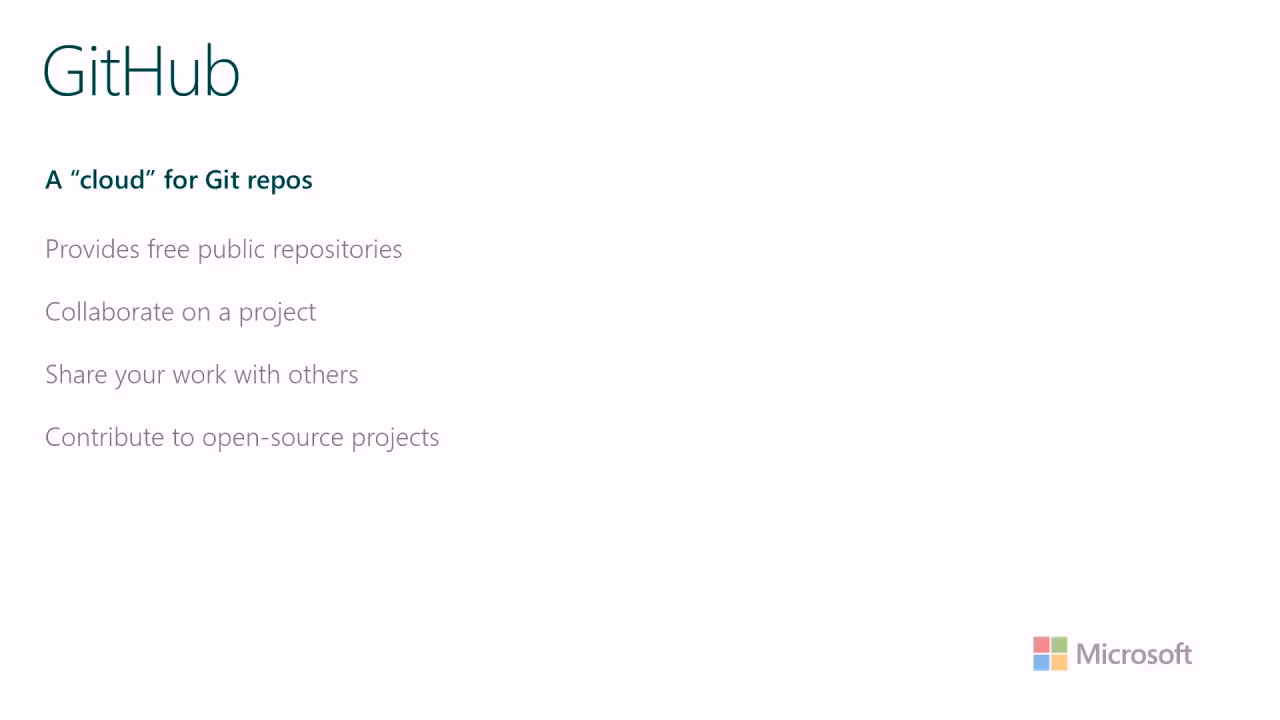 GitHub
A “cloud” for Git repos
Provides free public repositories
Collaborate on a project
Share your work with others
Contribute to open-source projects
Microsoft